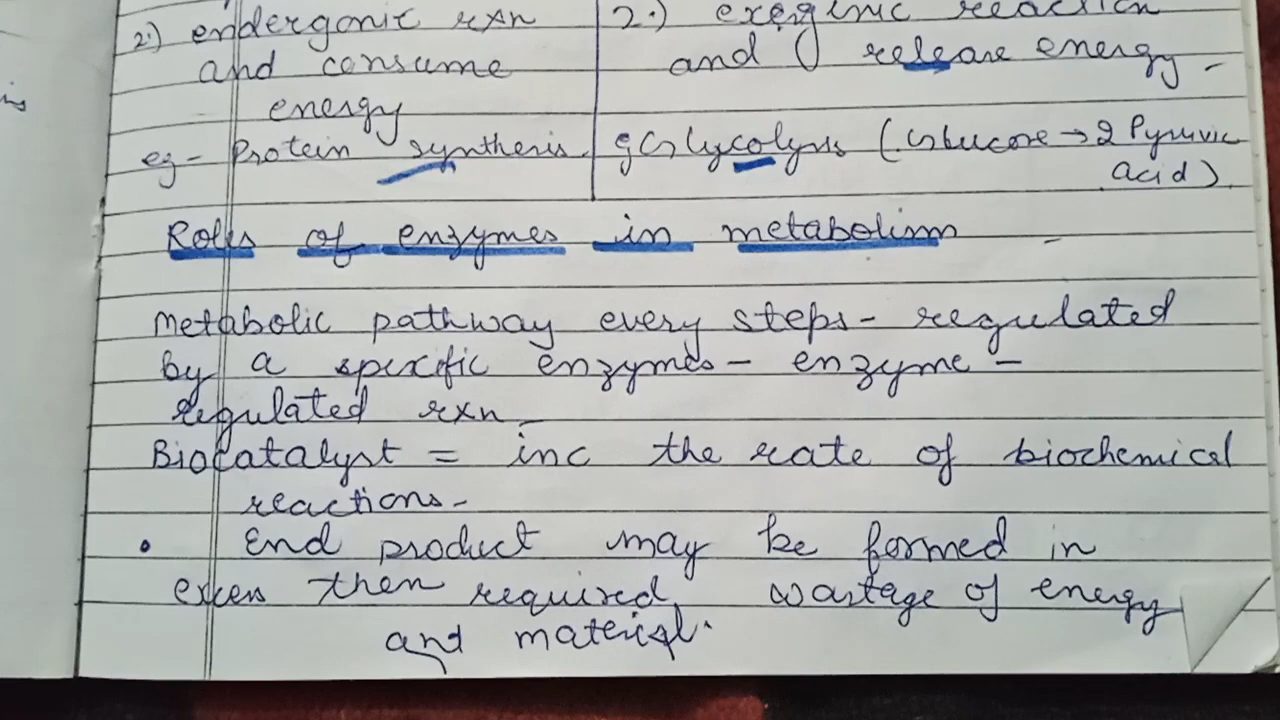 2.) endergonic rxn
and consume
energy
eg- Protein synthesis.
2.) exergonic reaction
and release energy-
Glycolysis (Glucose → 2 Pyruvic
acid).
Roles of enzymes in metabolism -
Metabolic pathway every steps- regulated
by a specific enzymes- enzyme-
regulated rxn-
Biocatalyst = inc the rate of biochemical
reactions-
• End product may be formed in
excess then required, wastage of energy
and material.